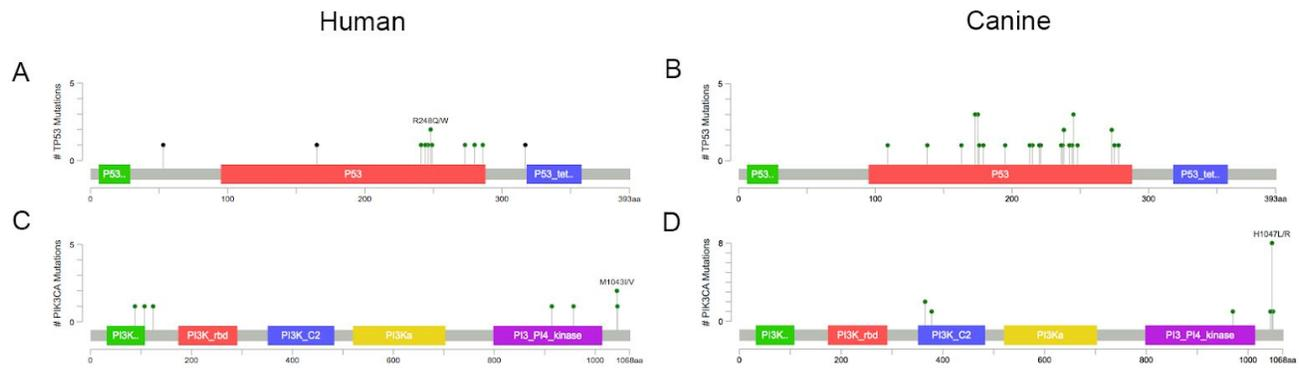 Human
Canine
A
# TP53 Mutations
5
0
R248Q/W
P53..
P53
P53_tet..
0
100
200
300
393aa
B
# TP53 Mutations
5
0
P53..
P53
P53_tet..
0
100
200
300
393aa
C
# PIK3CA Mutations
5
0
M1043I/V
PI3K..
PI3K_rbd
PI3K_C2
PI3Ka
PI3_PI4_kinase
0
200
400
600
800
1000
1068aa
D
# PIK3CA Mutations
8
0
H1047L/R
PI3K..
PI3K_rbd
PI3K_C2
PI3Ka
PI3_PI4_kinase
0
200
400
600
800
1000
1068aa